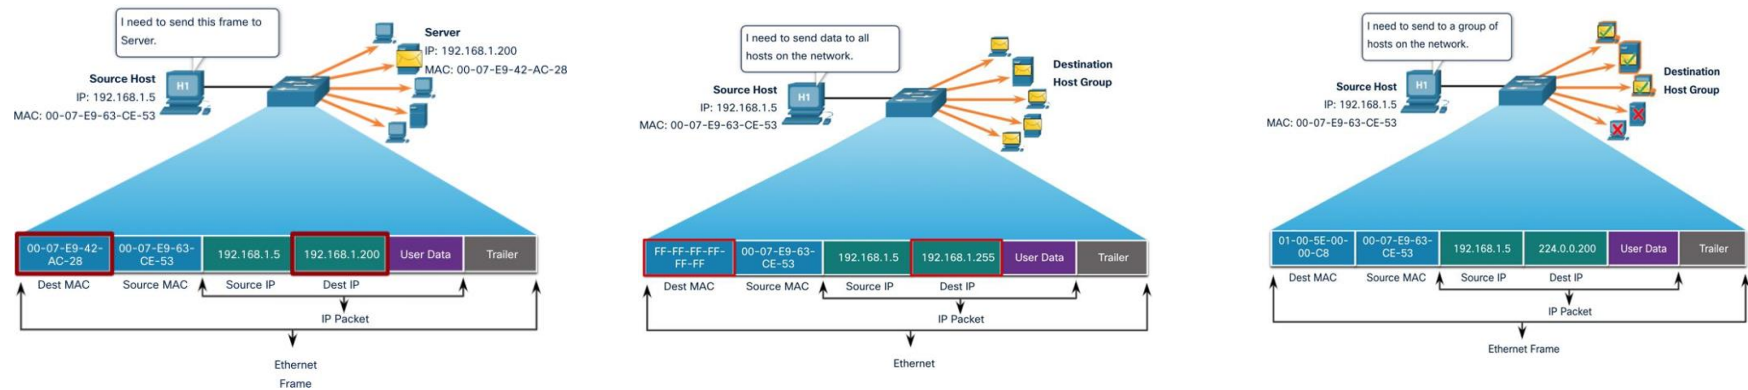 I need to send this frame to
Server.
Server
IP: 192.168.1.200
MAC: 00-07-E9-42-AC-28
Source Host
IP: 192.168.1.5
MAC: 00-07-E9-63-CE-53
H1
00-07-E9-42-
AC-28
00-07-E9-63-
CE-53
192.168.1.5
192.168.1.200
User Data
Trailer
Dest MAC
Source MAC
Source IP
Dest IP
IP Packet
Ethernet
Frame
I need to send data to all
hosts on the network.
Destination
Host Group
Source Host
IP: 192.168.1.5
MAC: 00-07-E9-63-CE-53
H1
FF-FF-FF-FF-
FF-FF
00-07-E9-63-
CE-53
192.168.1.5
192.168.1.255
User Data
Trailer
Dest MAC
Source MAC
Source IP
Dest IP
IP Packet
Ethernet
I need to send to a group of
hosts on the network.
Destination
Host Group
Source Host
IP: 192.168.1.5
MAC: 00-07-E9-63-CE-53
H1
01-00-5E-00-
00-C8
00-07-E9-63-
CE-53
192.168.1.5
224.0.0.200
User Data
Trailer
Dest MAC
Source MAC
Source IP
Dest IP
IP Packet
Ethernet Frame